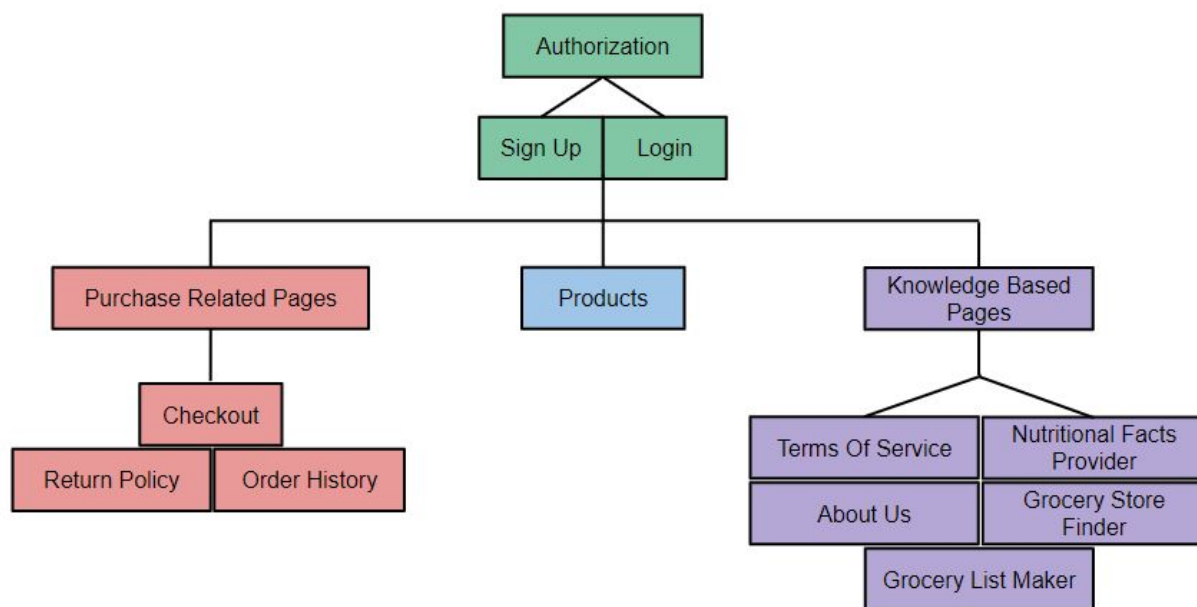 Authorization
Sign Up
Login
Purchase Related Pages
Products
Knowledge Based
Pages
Checkout
Return Policy
Order History
Terms Of Service
Nutritional Facts
Provider
About Us
Grocery Store
Finder
Grocery List Maker